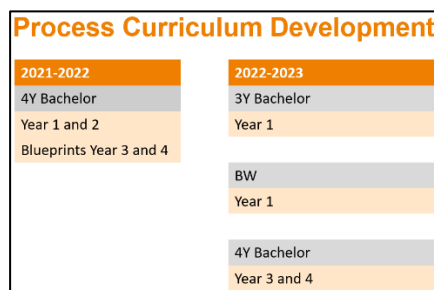 Process Curriculum Development
2021-2022
4Y Bachelor
Year 1 and 2
Blueprints Year 3 and 4
2022-2023
3Y Bachelor
Year 1
BW
Year 1
4Y Bachelor
Year 3 and 4